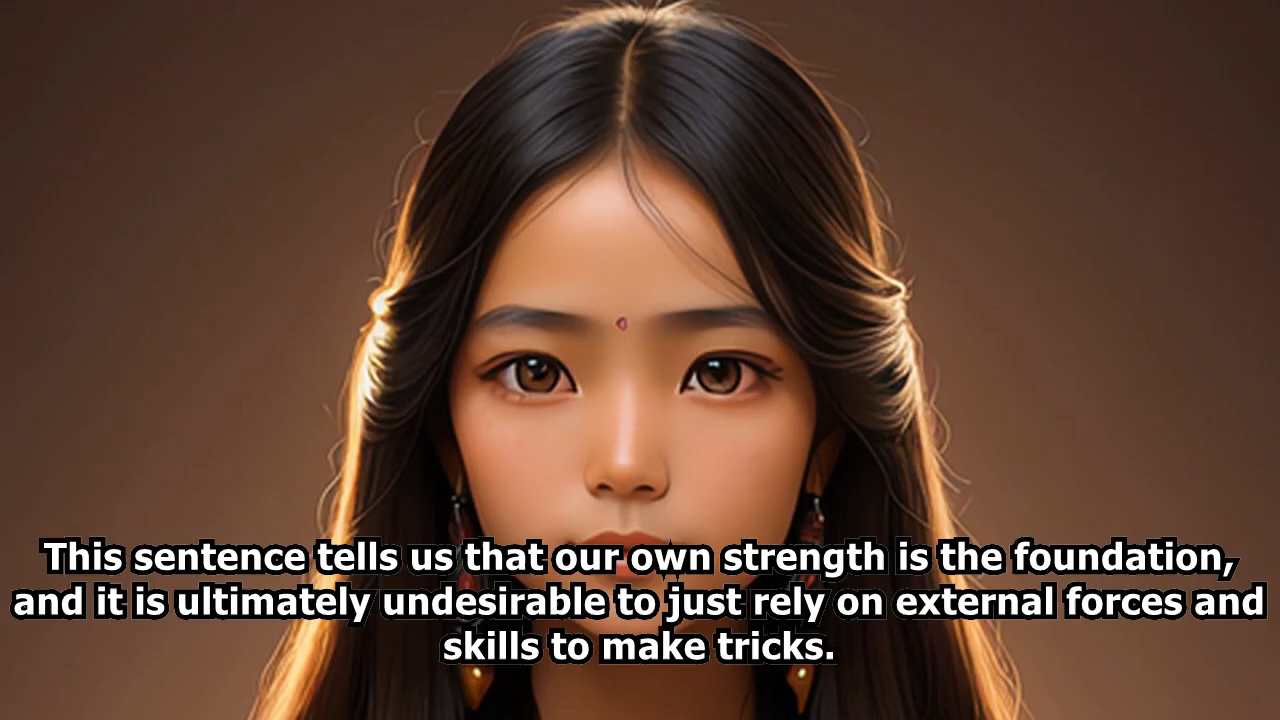 This sentence tells us that our own strength is the foundation,
and it is ultimately undesirable to just rely on external forces and
skills to make tricks.